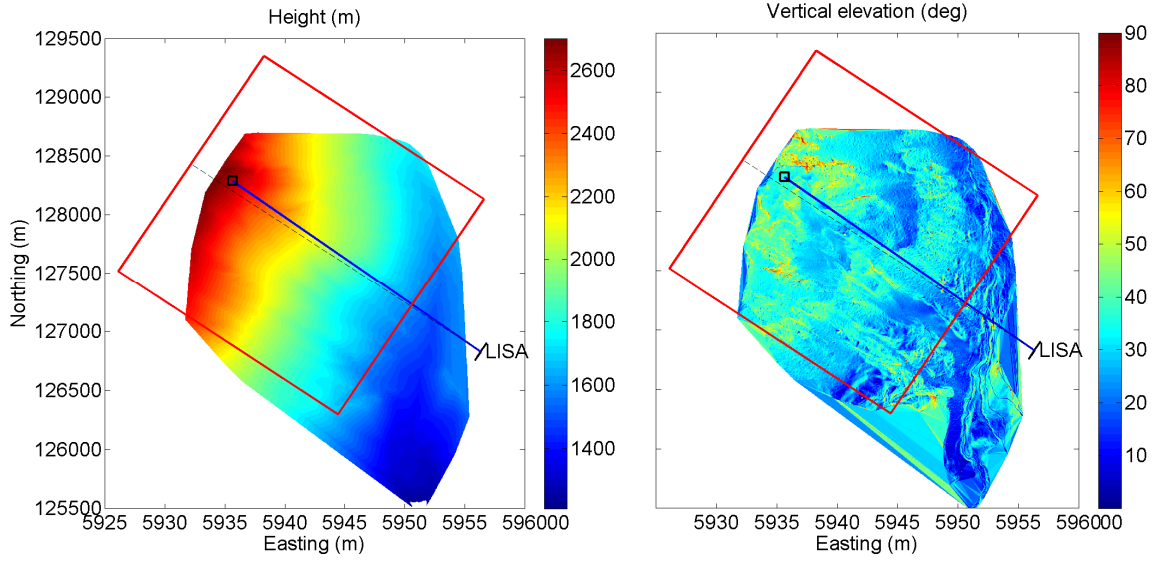 Height (m)
129500
129000
128500
128000
127500
127000
126500
126000
125500
Northing (m)
5925 5930 5935 5940 5945 5950 5955 596000
Easting (m)
LISA
2600
2400
2200
2000
1800
1600
1400
Vertical elevation (deg)
5930 5935 5940 5945 5950 5955 596000
Easting (m)
LISA
90
80
70
60
50
40
30
20
10